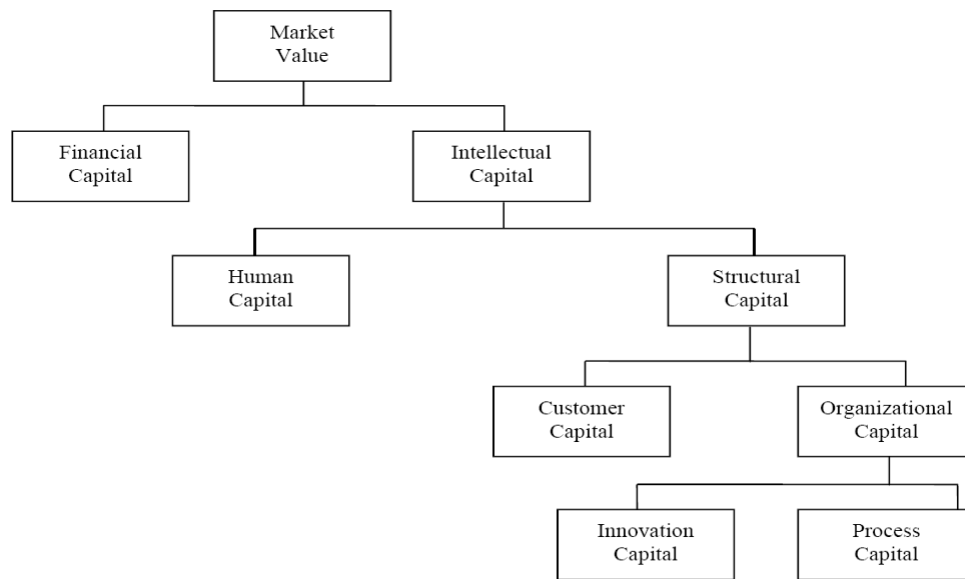 Market
Value
Financial
Capital
Intellectual
Capital
Human
Capital
Structural
Capital
Customer
Capital
Organizational
Capital
Innovation
Capital
Process
Capital